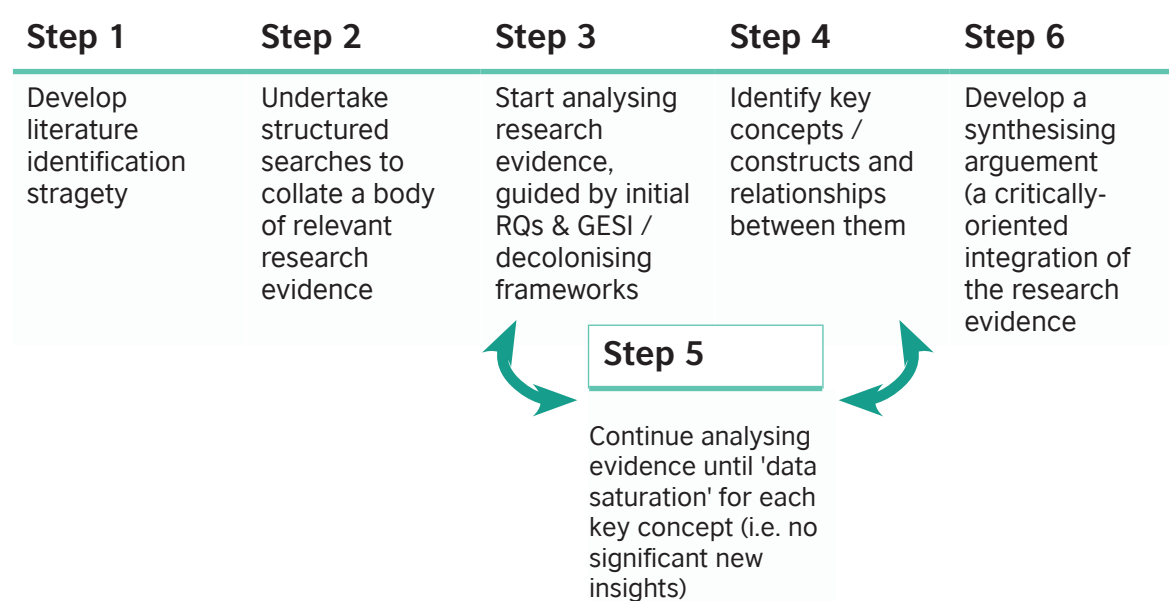 Step 1
Develop
literature
identification
stragety
Step 2
Undertake
structured
searches to
collate a body
of relevant
research
evidence
Step 3
Start analysing
research
evidence,
guided by initial
RQs & GESI /
decolonising
frameworks
Step 4
Identify key
concepts /
constructs and
relationships
between them
Step 5
Continue analysing
evidence until 'data
saturation' for each
key concept (i.e. no
significant new
insights)
Step 6
Develop a
synthesising
arguement
(a critically-
oriented
integration of
the research
evidence